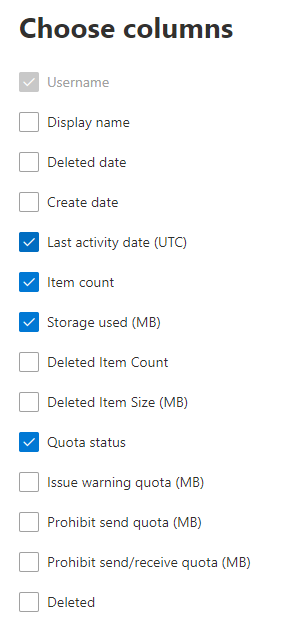 Choose columns
Username
Display name
Deleted date
Create date
Last activity date (UTC)
Item count
Storage used (MB)
Deleted Item Count
Deleted Item Size (MB)
Quota status
Issue warning quota (MB)
Prohibit send quota (MB)
Prohibit send/receive quota (MB)
Deleted